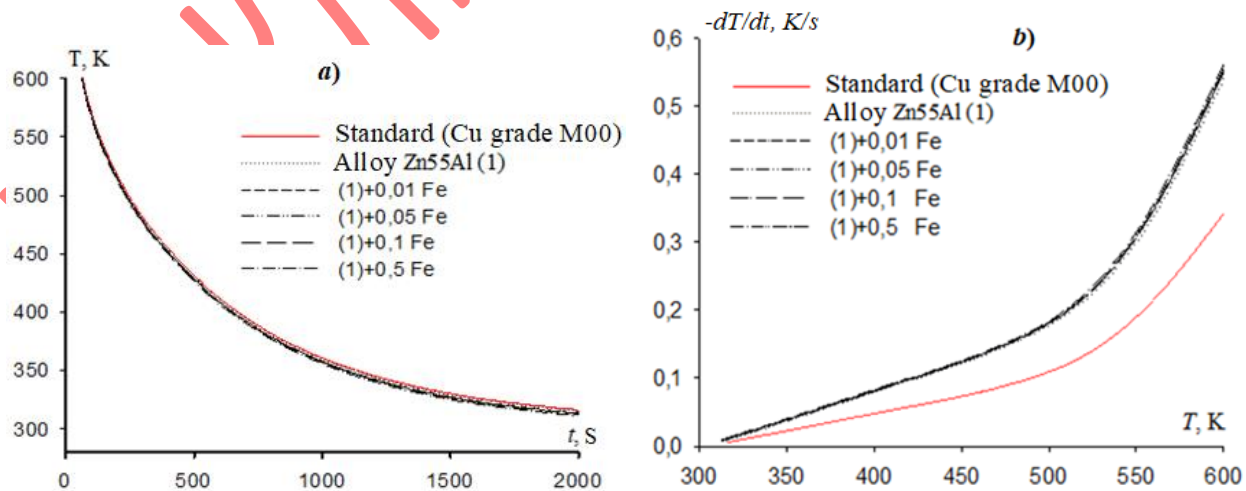 T, K
a)
600
550
500
450
400
350
300
0
500
1000
1500
2000
t, S
Standard (Cu grade M00)
Alloy Zn55Al (1)
(1)+0,01 Fe
(1)+0,05 Fe
(1)+0,1 Fe
(1)+0,5 Fe
-dT/dt, K/s
b)
0,6
0,5
0,4
0,3
0,2
0,1
0,0
300
400
450
500
550
600
T, K
Standard (Cu grade M00)
Alloy Zn55Al (1)
(1)+0,01 Fe
(1)+0,05 Fe
(1)+0,1 Fe
(1)+0,5 Fe